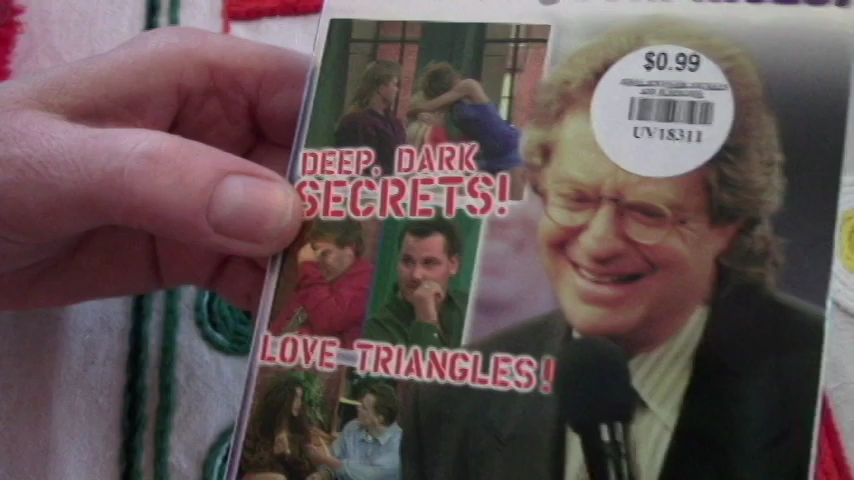 $0.99
UV18311
DEEP, DARK
SECRETS!
LOVE TRIANGLES!